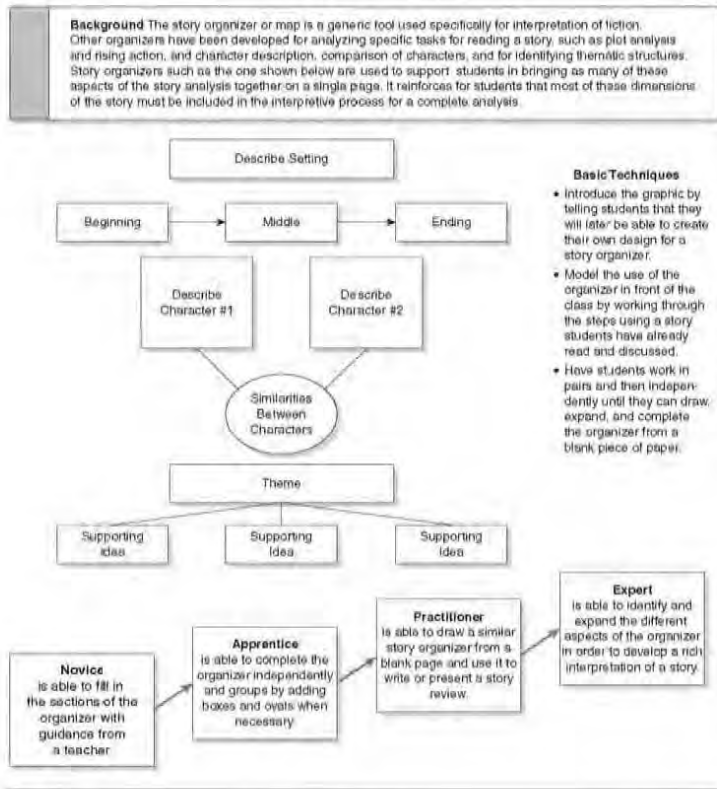 Background The story organizer or map is a generic tool used specifically for interpretation of fiction.
Other organizers have been developed for analyzing specific tasks for reading a story, such as plot analysis
and rising action, and character description, comparison of characters, and for identifying thematic structures.
Story organizers such as the one shown below are used to support students in bringing as many of these
aspects of the story analysis together on a single page. It reinforces for students that most of these dimensions
of the story must be included in the interpretive process for a complete analysis.
Describe Setting
Beginning
Middle
Ending
Describe
Character #1
Describe
Character #2
Similarities
Between
Characters
Theme
Supporting
Idea
Supporting
Idea
Supporting
Idea
Basic Techniques
• Introduce the graphic by
telling students that they
will later be able to create
their own design for a
story organizer.
• Model the use of the
organizer in front of the
class by working through
the steps using a story
students have already
read and discussed.
• Have students work in
pairs and then indepen-
dently until they can draw,
expand, and complete
the organizer from a
blank piece of paper.
Novice
is able to fill in
the sections of the
organizer with
guidance from
a teacher
Apprentice
is able to complete the
organizer independently
and groups by adding
boxes and ovals when
necessary
Practitioner
is able to draw a similar
story organizer from a
blank page and use it to
write or present a story
review.
Expert
is able to identify and
expand the different
aspects of the organizer
in order to develop a rich
interpretation of a story.